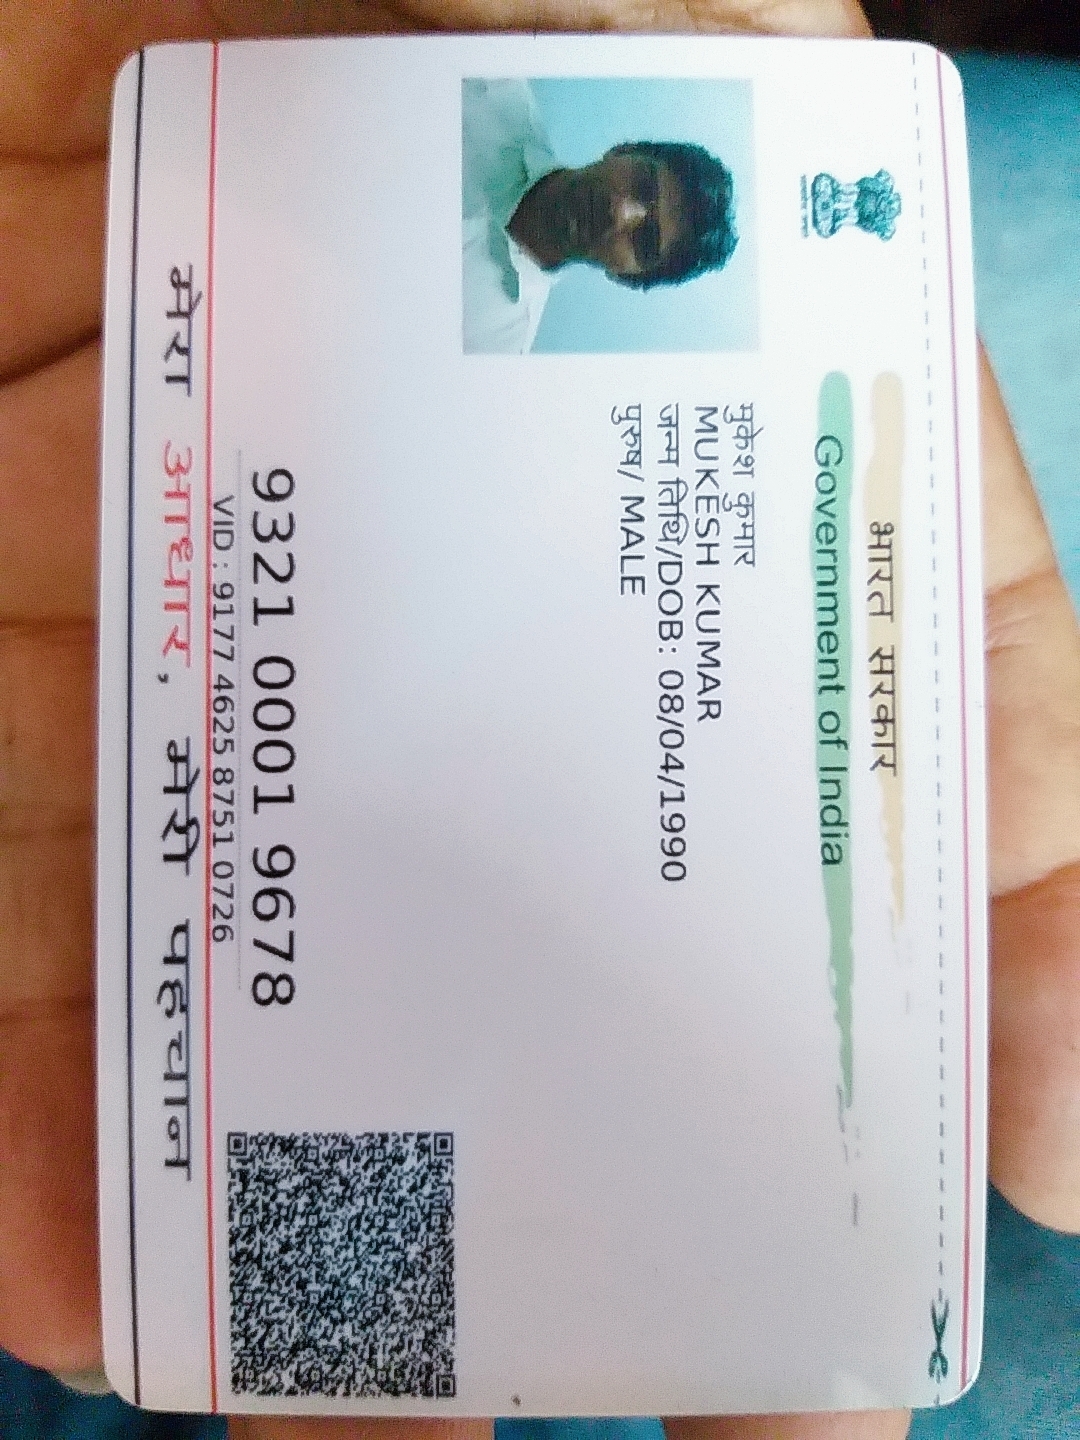 भारत सरकार
Government of India
मुकेश कुमार
MUKESH KUMAR
जन्म तिथि/DOB: 08/04/1990
पुरुष/ MALE
9321 0001 9678
VID : 9177 4625 8751 0726
मेरा आधार, मेरी पहचान